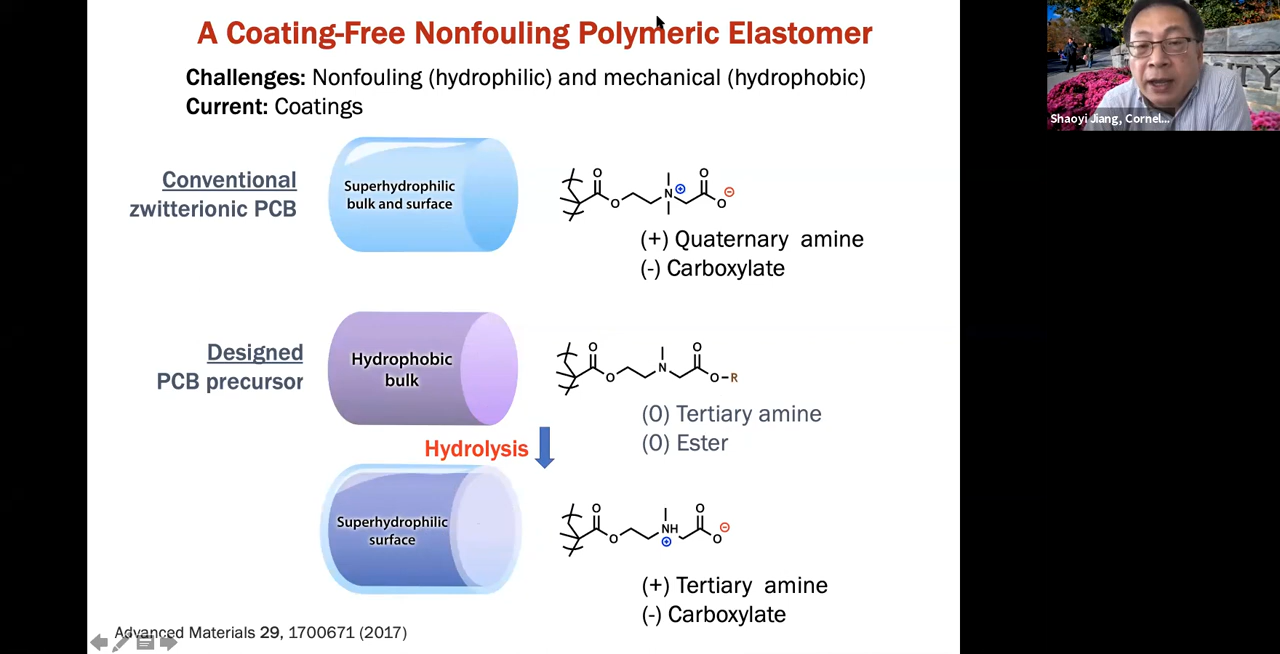 A Coating-Free Nonfouling Polymeric Elastomer
Challenges: Nonfouling (hydrophilic) and mechanical (hydrophobic)
Current: Coatings
Conventional
zwitterionic PCB
Superhydrophilic
bulk and surface
O
O
N
⊕
O
O
⊖
(+) Quaternary amine
(-) Carboxylate
Designed
PCB precursor
Hydrophobic
bulk
O
O
N
O
O-R
(0) Tertiary amine
(0) Ester
Hydrolysis
Superhydrophilic
surface
O
O
NH
⊕
O
O
⊖
(+) Tertiary amine
(-) Carboxylate
Advanced Materials 29, 1700671 (2017)
Shaoyi Jiang, Cornel...